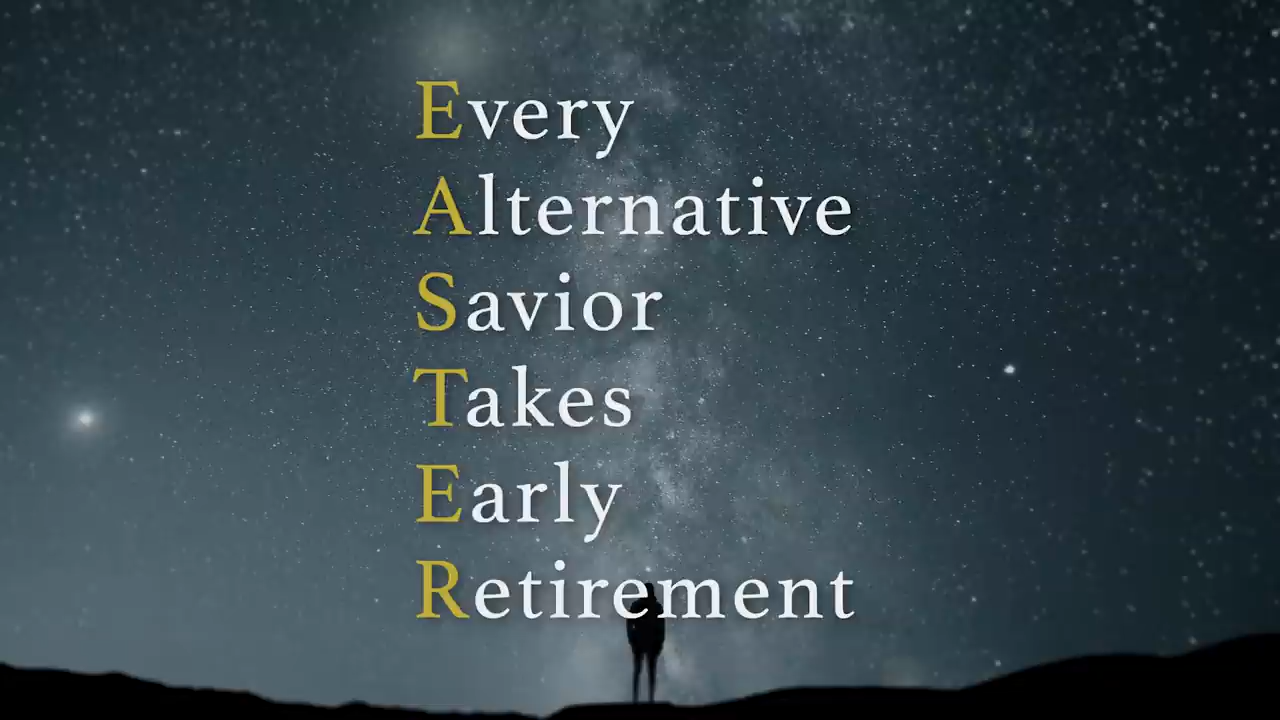 Every
Alternative
Savior
Takes
Early
Retirement